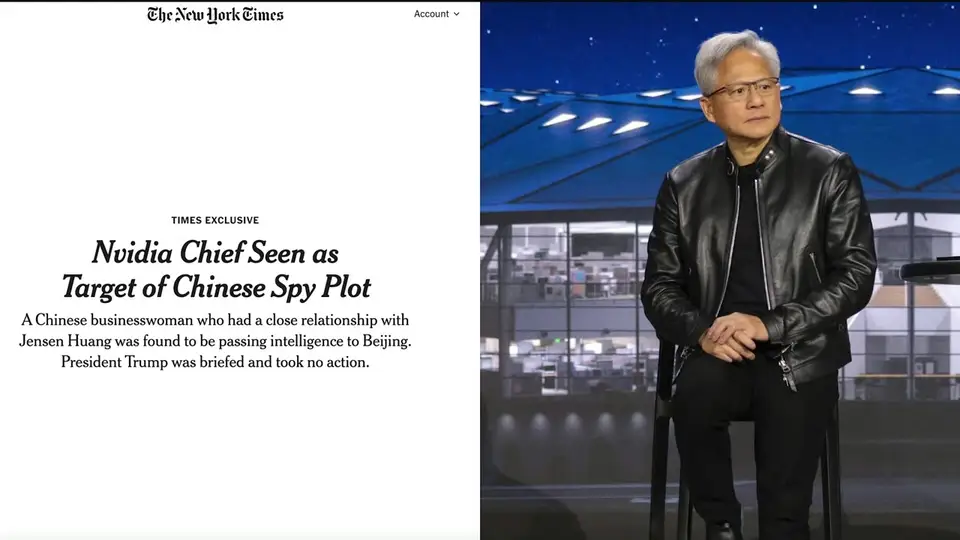 The New York Times
Account
TIMES EXCLUSIVE
Nvidia Chief Seen as
Target of Chinese Spy Plot
A Chinese businesswoman who had a close relationship with
Jensen Huang was found to be passing intelligence to Beijing.
President Trump was briefed and took no action.